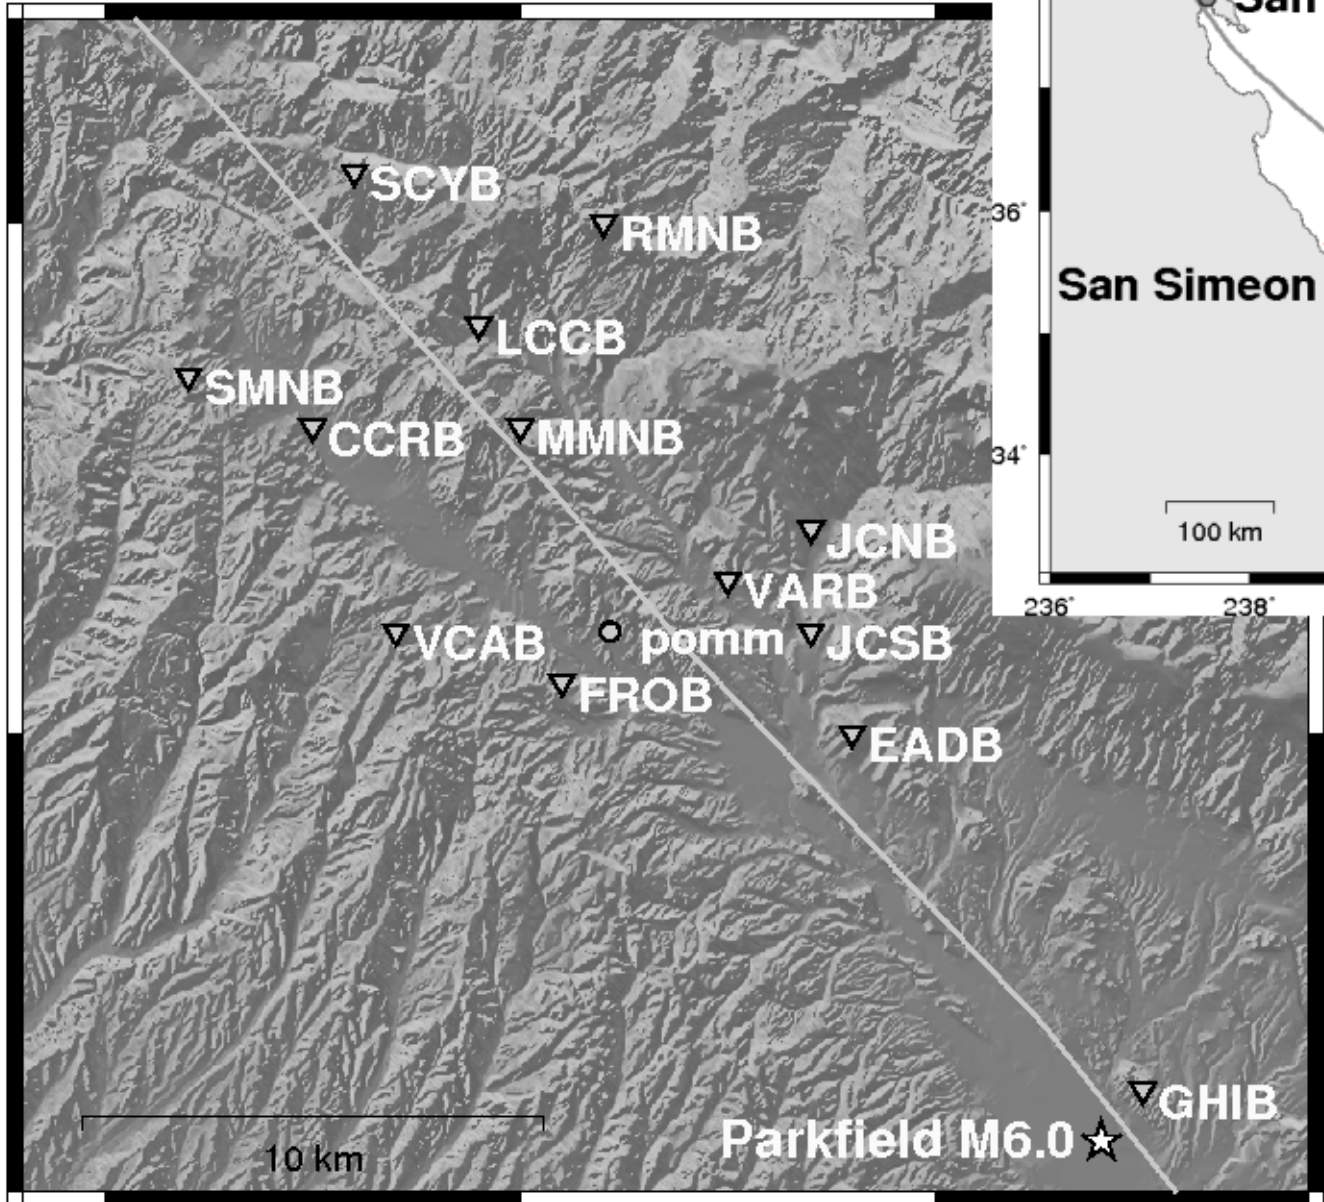 San
SCYB
RMNB
36°
San Simeon
LCCB
SMNB
CCRB
MMNB
34°
100 km
JCNB
VARB
236°
238°
VCAB
pomm
JCSB
FROB
EADB
GHIB
Parkfield M6.0
10 km